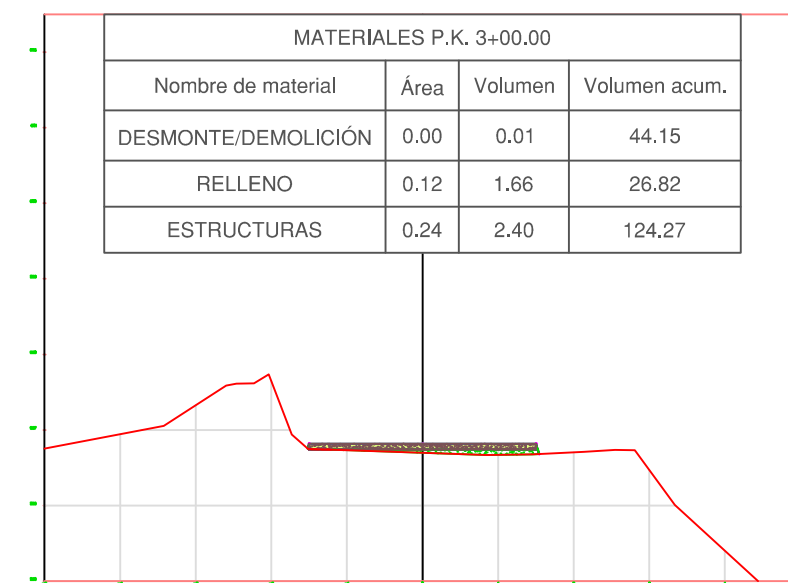 MATERIALES P.K. 3+00.00
Nombre de material Área Volumen Volumen acum.
DESMONTE/DEMOLICIÓN 0.00 0.01 44.15
RELLENO 0.12 1.66 26.82
ESTRUCTURAS 0.24 2.40 124.27